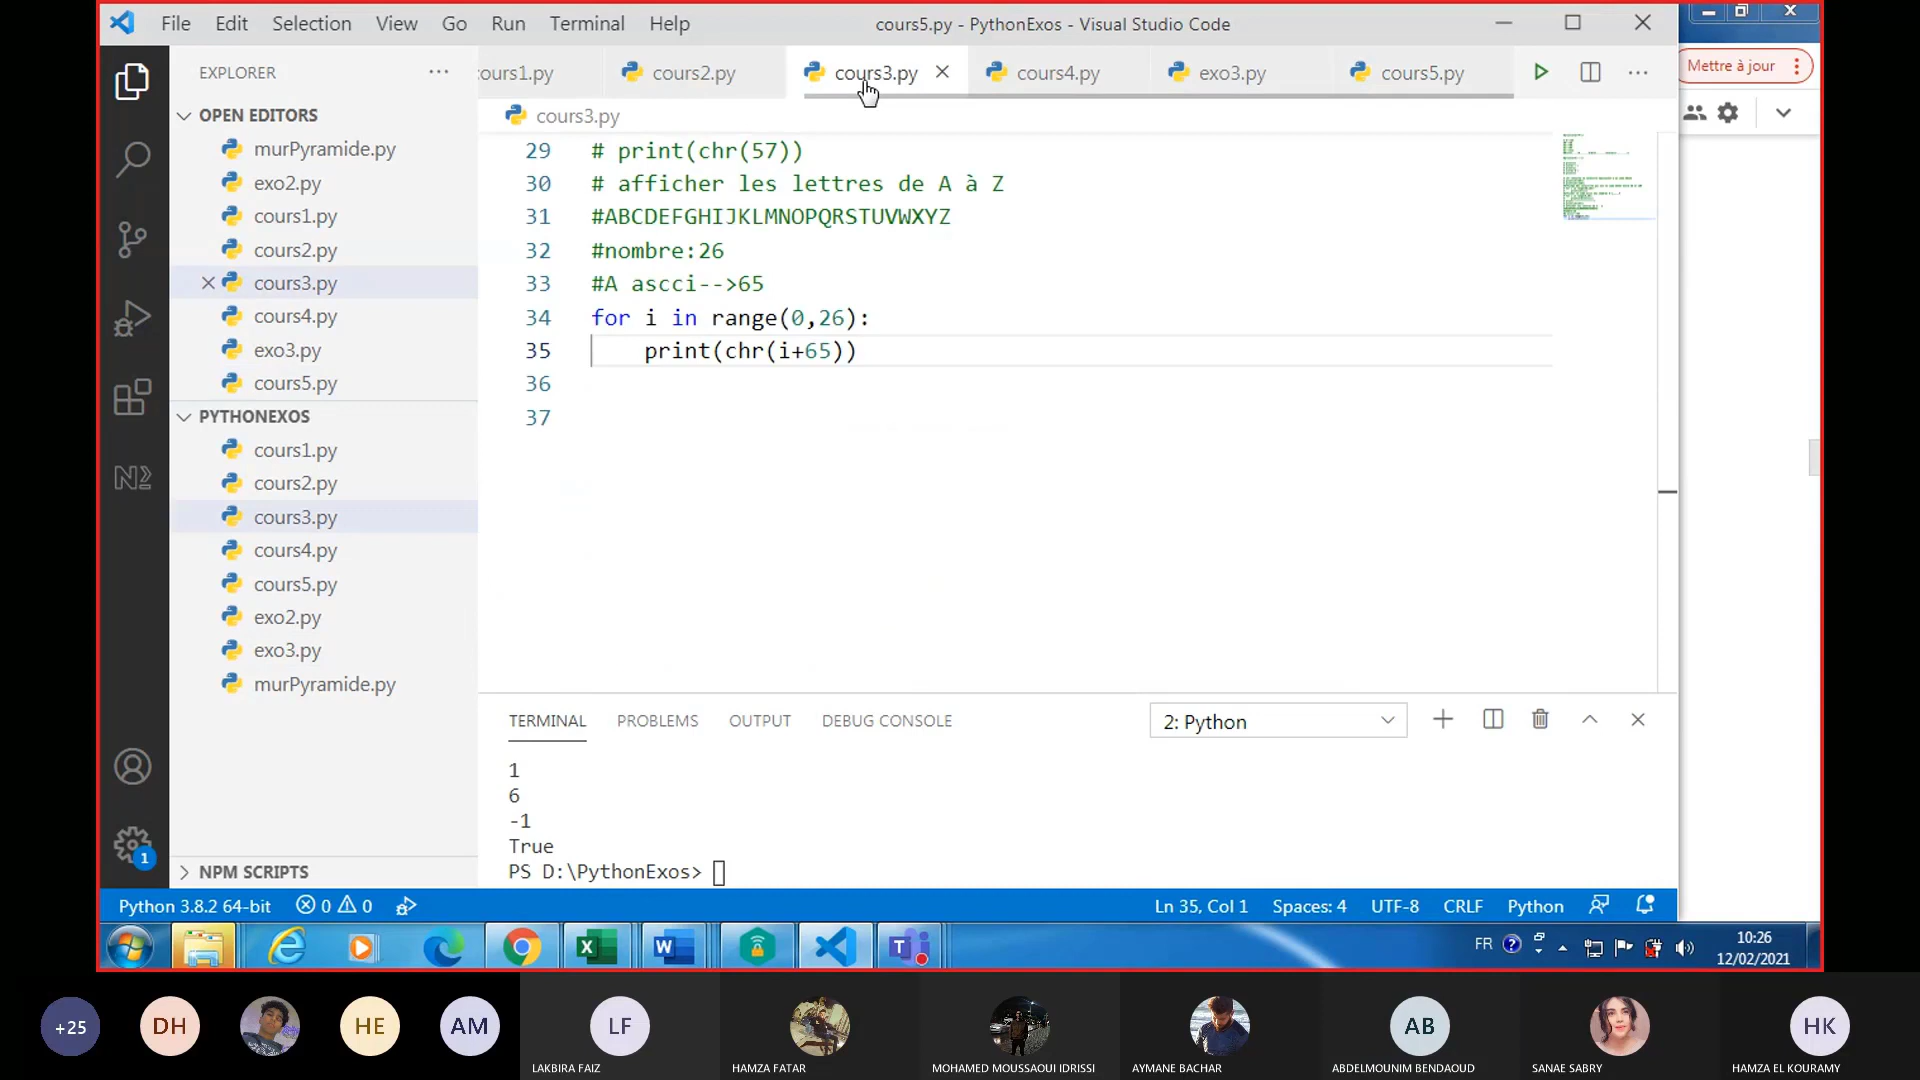 File Edit Selection View Go Run Terminal Help
cours5.py - PythonExos - Visual Studio Code
Mettre à jour
EXPLORER
ours1.py cours2.py cours3.py cours4.py exo3.py cours5.py
OPEN EDITORS
murPyramide.py
exo2.py
cours1.py
cours2.py
cours3.py
cours4.py
exo3.py
cours5.py
PYTHONEXOS
cours1.py
cours2.py
cours3.py
cours4.py
cours5.py
exo2.py
exo3.py
murPyramide.py
NPM SCRIPTS
cours3.py
29 # print(chr(57))
30 # afficher les lettres de A à Z
31 #ABCDEFGHIJKLMNOPQRSTUVWXYZ
32 #nombre:26
33 #A ascci-->65
34 for i in range(0,26):
35 print(chr(i+65))
36
37
TERMINAL PROBLEMS OUTPUT DEBUG CONSOLE
2: Python
1
6
-1
True
PS D:\PythonExos>
1
Python 3.8.2 64-bit 0 0
Ln 35, Col 1 Spaces: 4 UTF-8 CRLF Python
FR
10:26
12/02/2021
+25 DH HE AM LF AB HK
LAKBIRA FAIZ HAMZA FATAR MOHAMED MOUSSAOUI IDRISSI AYMANE BACHAR ABDELMOUNIM BENDAOUD SANAE SABRY HAMZA EL KOURAMY